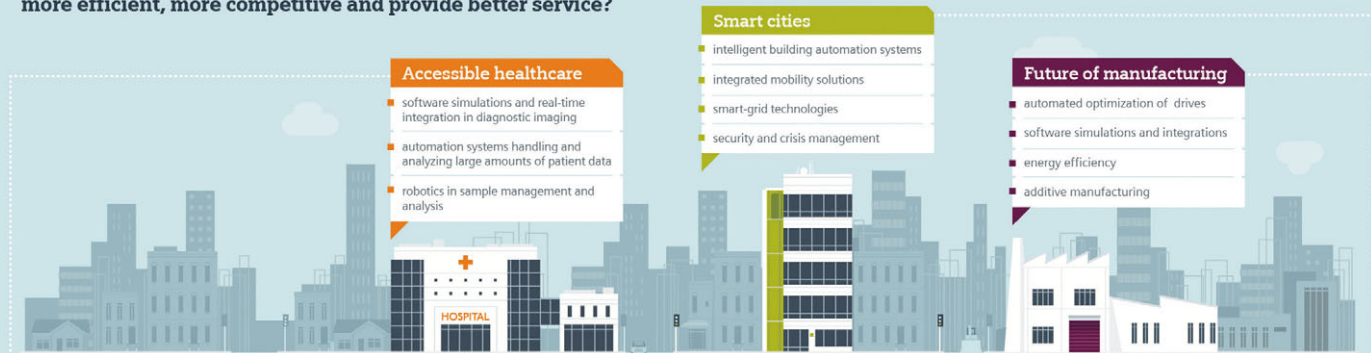 more efficient, more competitive and provide better service?
Smart cities
intelligent building automation systems
integrated mobility solutions
smart-grid technologies
security and crisis management
Accessible healthcare
software simulations and real-time
integration in diagnostic imaging
automation systems handling and
analyzing large amounts of patient data
robotics in sample management and
analysis
Future of manufacturing
automated optimization of drives
software simulations and integrations
energy efficiency
additive manufacturing
HOSPITAL